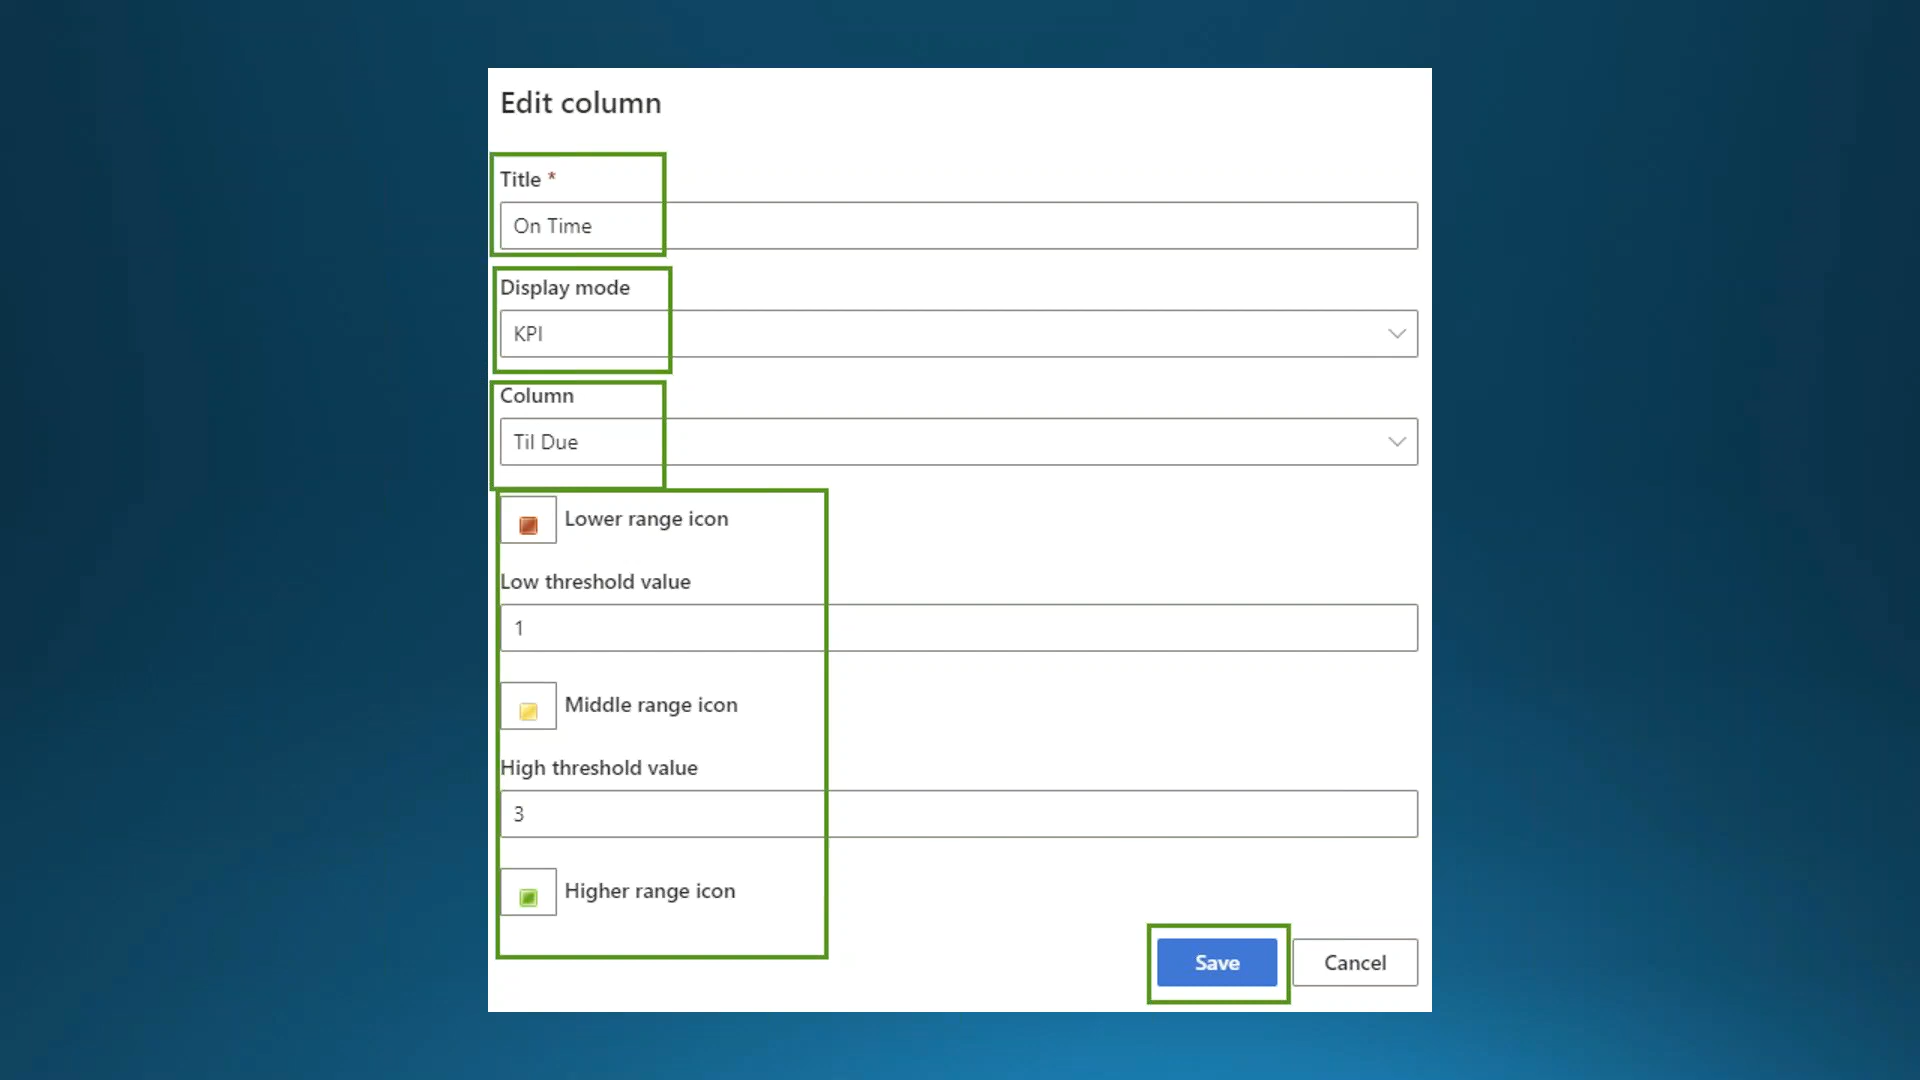 Edit column
Title *
On Time
Display mode
KPI
Column
Til Due
Lower range icon
Low threshold value
1
Middle range icon
High threshold value
3
Higher range icon
Save
Cancel